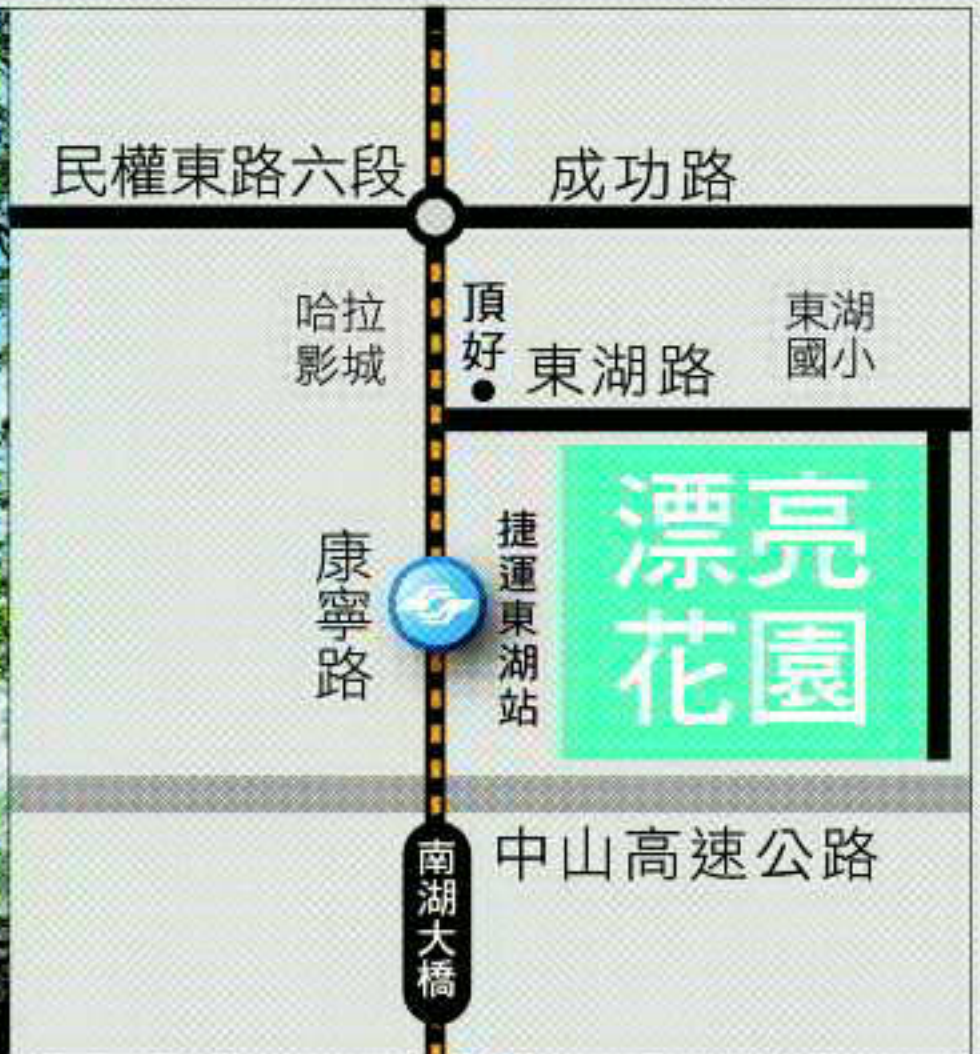 民權東路六段
成功路
哈拉
影城
頂好
東湖路
東湖
國小
康寧路
捷運東湖站
漂亮
花園
中山高速公路
南湖大橋